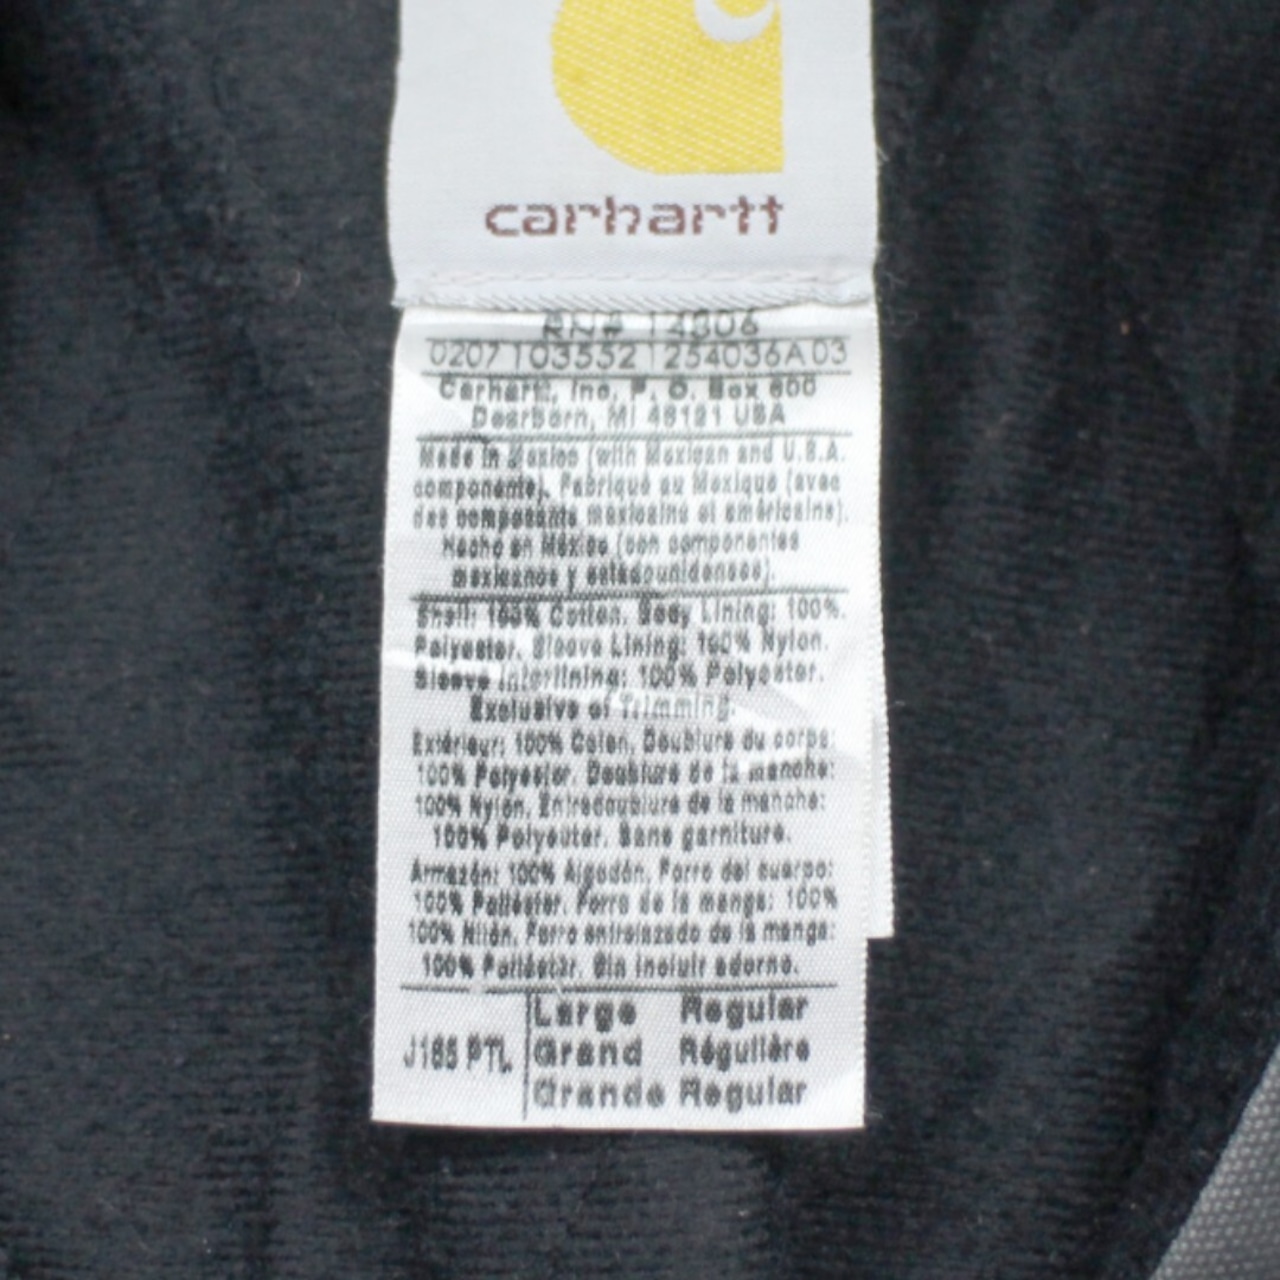 carhartt
RN# 14806
0207 103552 1254036A 03
Carhartt, Inc. P. O. Box 600
Dearborn, MI 48121 USA
Made in Mexico (with Mexican and U.S.A.
components). Fabriqué au Mexique (avec
des composants mexicains et américains).
Hecho en México (con componentes
mexicanos y estadounidenses).
Shell: 100% Cotton. Body Lining: 100%.
Polyester. Sleeve Lining: 100% Nylon.
Sleeve Interlining: 100% Polyester.
Exclusive of Trimming.
Extérieur: 100% Coton. Doublure du corps:
100% Polyester. Doublure de la manche:
100% Nylon. Entredoublure de la manche:
100% Polyester. Sans garniture.
Armazón: 100% Algodón. Forro del cuerpo:
100% Poliéster. Forro de la manga: 100%
100% Nilón. Forro entrelazado de la manga:
100% Poliéster. Sin incluir adorno.
J165 PTL
Large Regular
Grand Régulière
Grande Regular